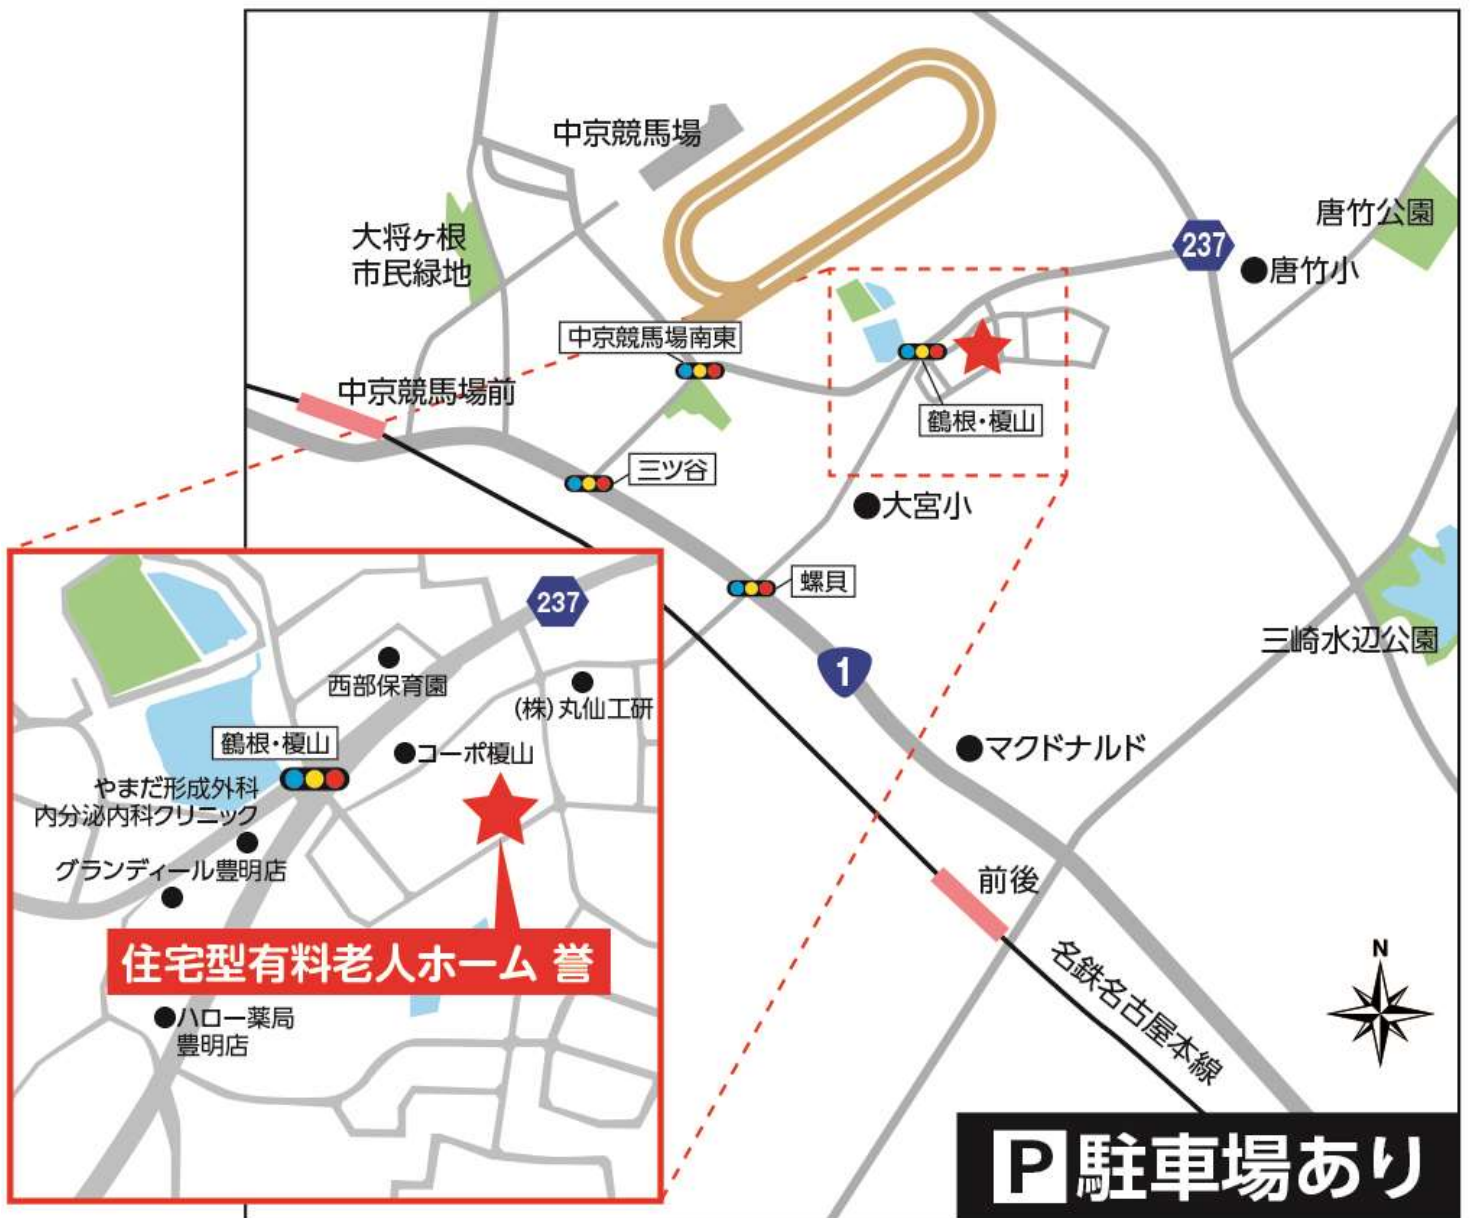 中京競馬場
大将ヶ根
市民緑地
唐竹公園
237
唐竹小
中京競馬場南東
中京競馬場前
鶴根・榎山
三ツ谷
大宮小
螺貝
三崎水辺公園
1
マクドナルド
前後
名鉄名古屋本線
N
P駐車場あり
237
西部保育園
(株)丸仙工研
鶴根・榎山
コーポ榎山
やまだ形成外科
内分泌内科クリニック
グランディール豊明店
住宅型有料老人ホーム 誉
ハロー薬局
豊明店